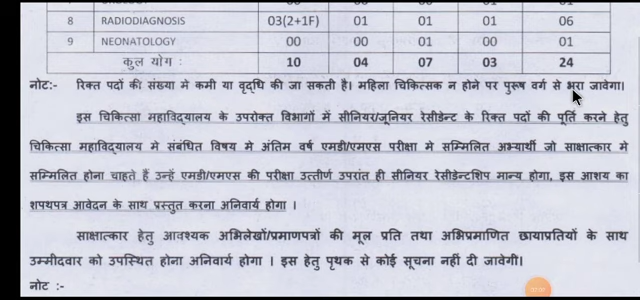 8 RADIODIAGNOSIS 03(2+1F) 01 01 01 06
9 NEONATOLOGY 00 00 01 00 01
कुल योग : 10 04 07 03 24
नोट:- रिक्त पदों की संख्या मे कमी या वृद्धि की जा सकती है। महिला चिकित्सक न होने पर पुरूष वर्ग से भरा जावेगा।
इस चिकित्सा महाविद्यालय के उपरोक्त विभागों में सीनियर/जूनियर रेसीडेन्ट के रिक्त पदों की पूर्ति करने हेतु
चिकित्सा महाविद्यालय मे संबंधित विषय मे अंतिम वर्ष एमडी/एमएस परीक्षा मे सम्मिलित अभ्यार्थी जो साक्षात्कार मे
सम्मिलित होना चाहते हैं उन्हें एमडी/एमएस की परीक्षा उत्तीर्ण उपरांत ही सीनियर रेसीडेन्टशिप मान्य होगा, इस आशय का
शपथपत्र आवेदन के साथ प्रस्तुत करना अनिवार्य होगा ।
साक्षात्कार हेतु आवश्यक अभिलेखों/प्रमाणपत्रों की मूल प्रति तथा अभिप्रमाणित छायाप्रतियों के साथ
उम्मीदवार को उपस्थित होना अनिवार्य होगा । इस हेतु पृथक से कोई सूचना नहीं दी जावेगी।
नोट :-